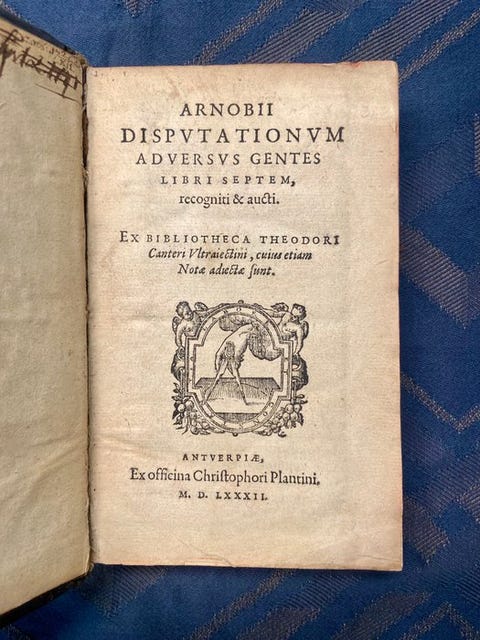 ARNOBII
DISPVTATIONVM
ADVERSVS GENTES
LIBRI SEPTEM,
recogniti & aucti.
EX BIBLIOTHECA THEODORI
Canteri Vltraiectini, cuius etiam
Notæ adiectæ sunt.
ANTVERPIÆ,
Ex officina Christophori Plantini.
M. D. LXXXII.